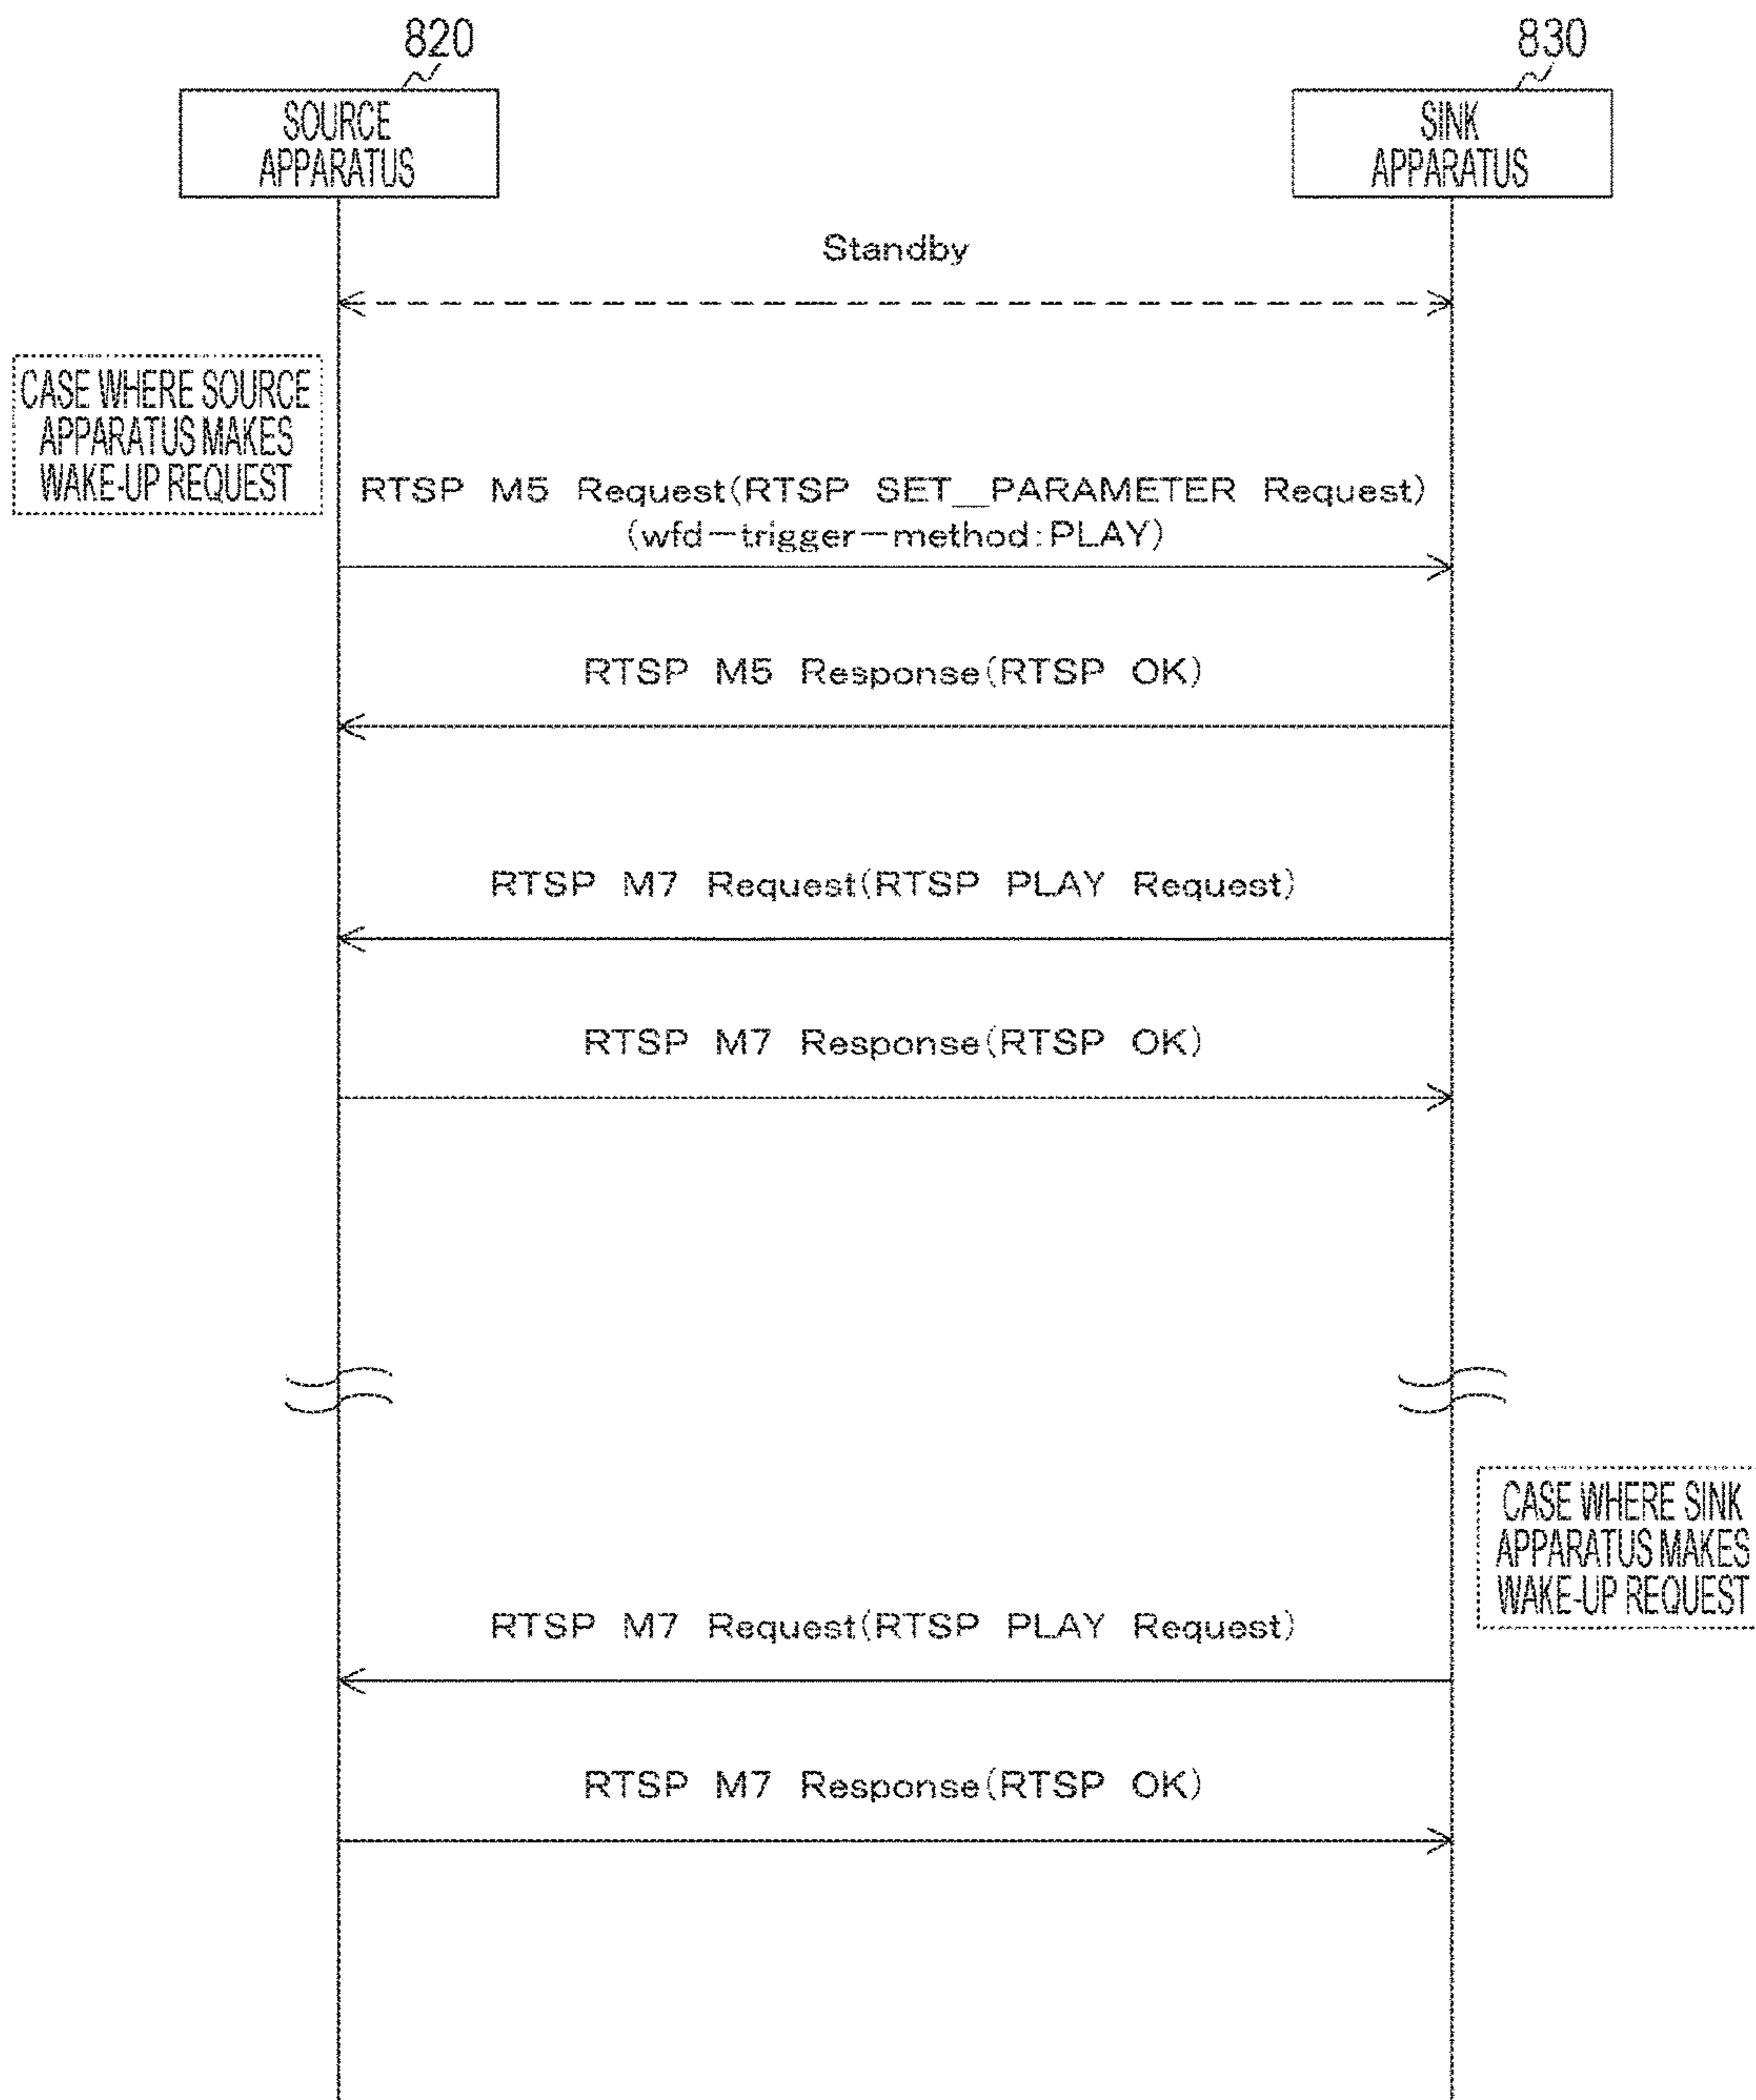 820
830
SOURCE
APPARATUS
SINK
APPARATUS
Standby
CASE WHERE SOURCE
APPARATUS MAKES
WAKE-UP REQUEST
RTSP M5 Request(RTSP SET__PARAMETER Request)
(wfd-trigger-method:PLAY)
RTSP M5 Response(RTSP OK)
RTSP M7 Request(RTSP PLAY Request)
RTSP M7 Response(RTSP OK)
CASE WHERE SINK
APPARATUS MAKES
WAKE-UP REQUEST
RTSP M7 Request(RTSP PLAY Request)
RTSP M7 Response(RTSP OK)